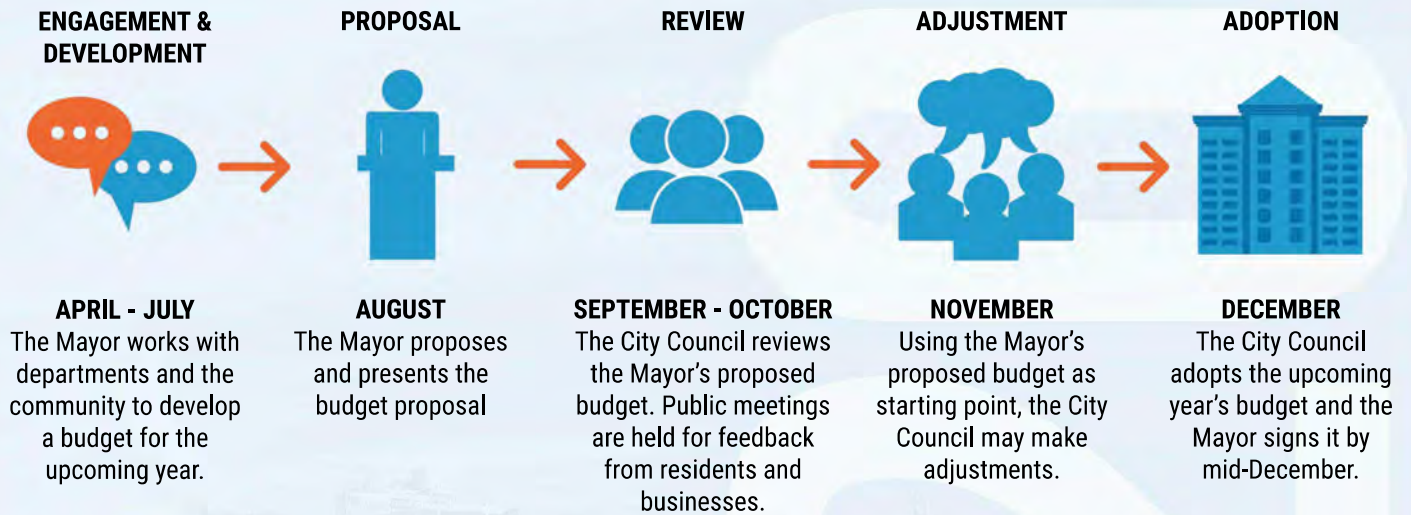 ENGAGEMENT &
DEVELOPMENT
PROPOSAL
REVIEW
ADJUSTMENT
ADOPTION
APRIL - JULY
The Mayor works with
departments and the
community to develop
a budget for the
upcoming year.
AUGUST
The Mayor proposes
and presents the
budget proposal
SEPTEMBER - OCTOBER
The City Council reviews
the Mayor's proposed
budget. Public meetings
are held for feedback
from residents and
businesses.
NOVEMBER
Using the Mayor's
proposed budget as
starting point, the City
Council may make
adjustments.
DECEMBER
The City Council
adopts the upcoming
year's budget and the
Mayor signs it by
mid-December.